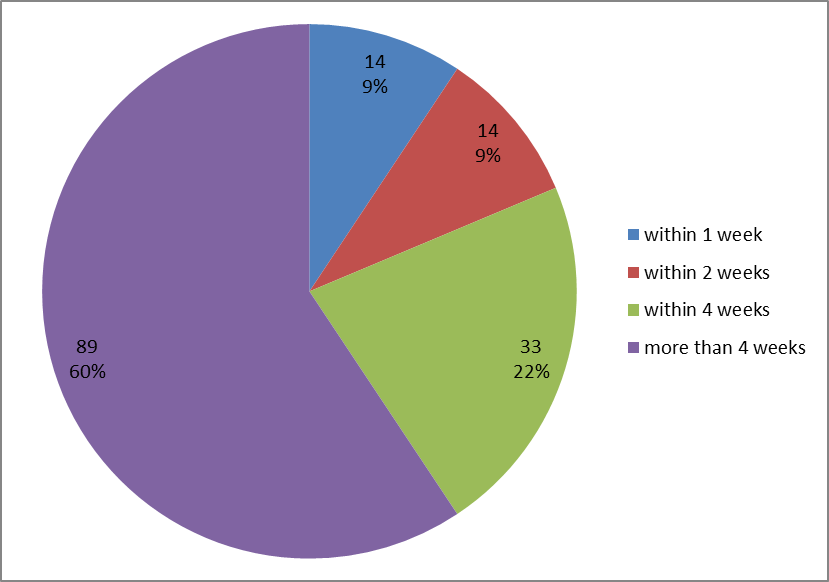 14
9%
14
9%
33
22%
89
60%
within 1 week
within 2 weeks
within 4 weeks
more than 4 weeks